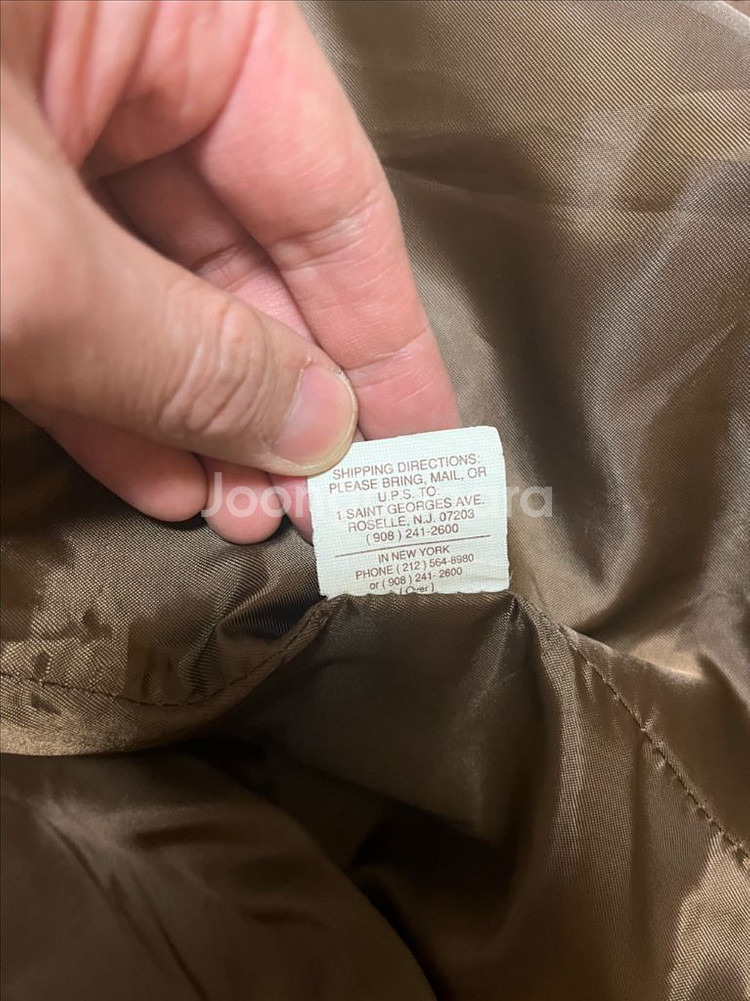 SHIPPING DIRECTIONS:
PLEASE BRING, MAIL, OR
U.P.S. TO:
1 SAINT GEORGES AVE.
ROSELLE, N.J. 07203
( 908 ) 241-2600
IN NEW YORK
PHONE ( 212 ) 564-8980
or ( 908 ) 241- 2600
( Over )